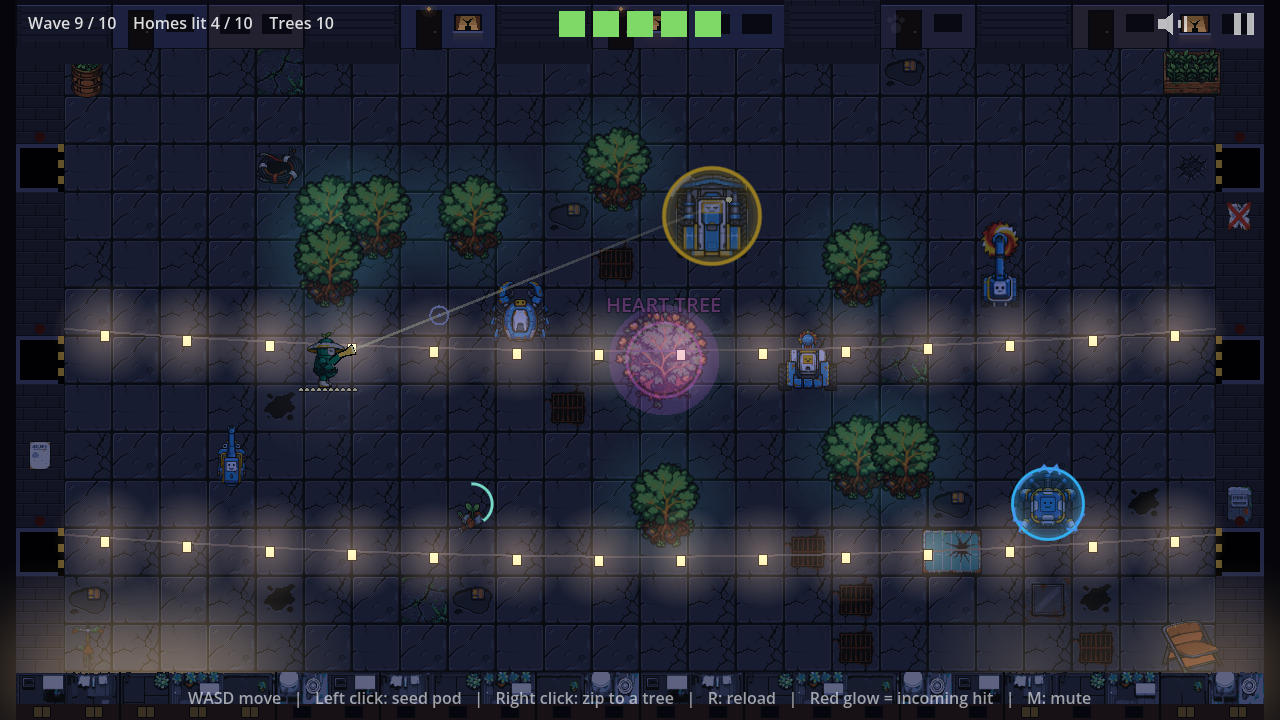 Wave 9 / 10 Homes lit 4 / 10 Trees 10
HEART TREE
WASD move | Left click: seed pod | Right click: zip to a tree | R: reload | Red glow = incoming hit | M: mute